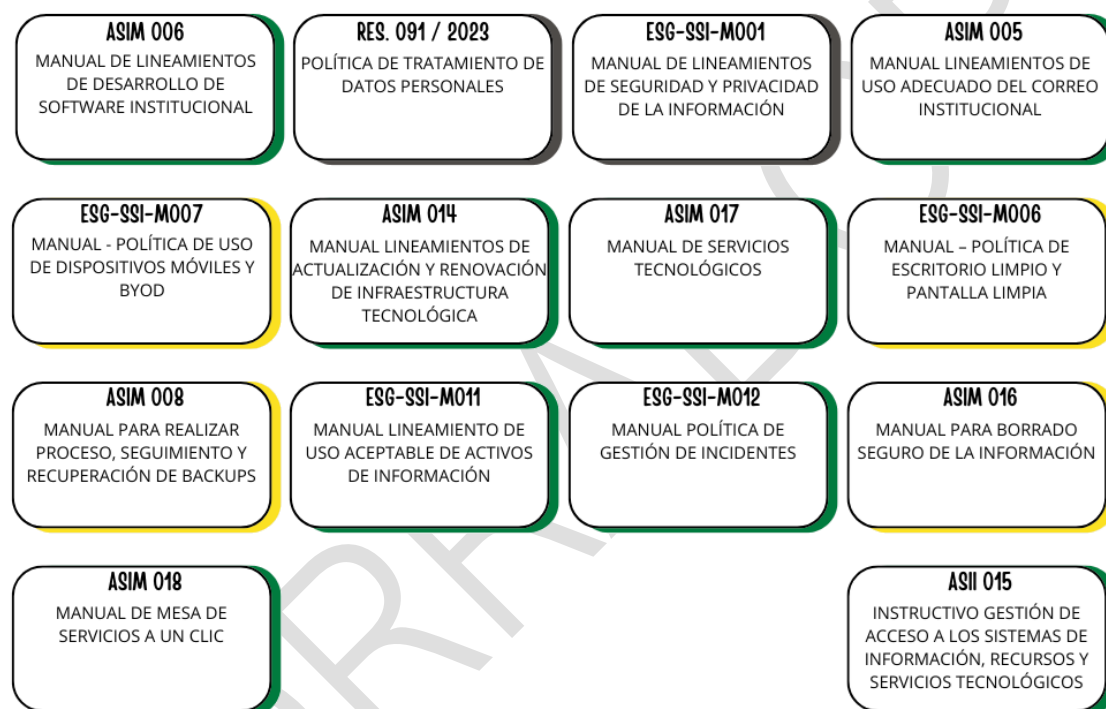 ASIM 006
MANUAL DE LINEAMIENTOS
DE DESARROLLO DE
SOFTWARE INSTITUCIONAL
RES. 091 / 2023
POLÍTICA DE TRATAMIENTO DE
DATOS PERSONALES
ESG-SSI-M001
MANUAL DE LINEAMIENTOS
DE SEGURIDAD Y PRIVACIDAD
DE LA INFORMACIÓN
ASIM 005
MANUAL LINEAMIENTOS DE
USO ADECUADO DEL CORREO
INSTITUCIONAL
ESG-SSI-M007
MANUAL - POLÍTICA DE USO
DE DISPOSITIVOS MÓVILES Y
BYOD
ASIM 014
MANUAL LINEAMIENTOS DE
ACTUALIZACIÓN Y RENOVACIÓN
DE INFRAESTRUCTURA
TECNOLÓGICA
ASIM 017
MANUAL DE SERVICIOS
TECNOLÓGICOS
ESG-SSI-M006
MANUAL – POLÍTICA DE
ESCRITORIO LIMPIO Y
PANTALLA LIMPIA
ASIM 008
MANUAL PARA REALIZAR
PROCESO, SEGUIMIENTO Y
RECUPERACIÓN DE BACKUPS
ESG-SSI-M011
MANUAL LINEAMIENTO DE
USO ACEPTABLE DE ACTIVOS
DE INFORMACIÓN
ESG-SSI-M012
MANUAL POLÍTICA DE
GESTIÓN DE INCIDENTES
ASIM 016
MANUAL PARA BORRADO
SEGURO DE LA INFORMACIÓN
ASIM 018
MANUAL DE MESA DE
SERVICIOS A UN CLIC
ASII 015
INSTRUCTIVO GESTIÓN DE
ACCESO A LOS SISTEMAS DE
INFORMACIÓN, RECURSOS Y
SERVICIOS TECNOLÓGICOS